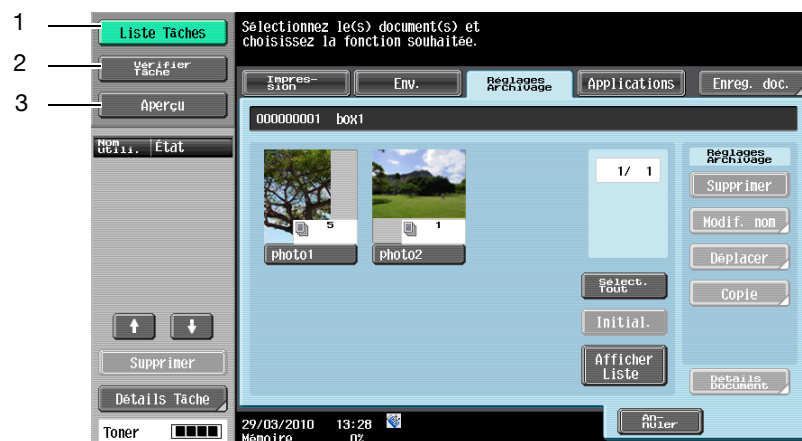 1
Liste Tâches
2
Vérifier
Tâche
3
Aperçu
Nom
Utili.
État
Supprimer
Détails Tâche
Toner
Sélectionnez le(s) document(s) et
choisissez la fonction souhaitée.
Impres-
sion
Env.
Réglages
Archivage
Applications
Enreg. doc.
000000001 box1
5
photo1
1
photo2
1/ 1
Sélect.
Tout
Initial.
Afficher
Liste
Réglages
Archivage
Supprimer
Modif. nom
Déplacer
Copie
Détails
Document
29/03/2010 13:28
Mémoire 0%
An-
nuler